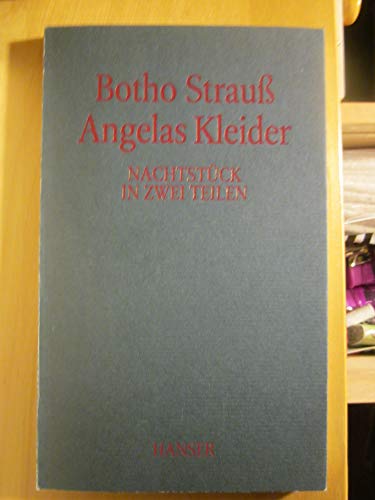 Botho Strauß
Angelas Kleider
NACHTSTÜCK
IN ZWEI TEILEN
HANSER